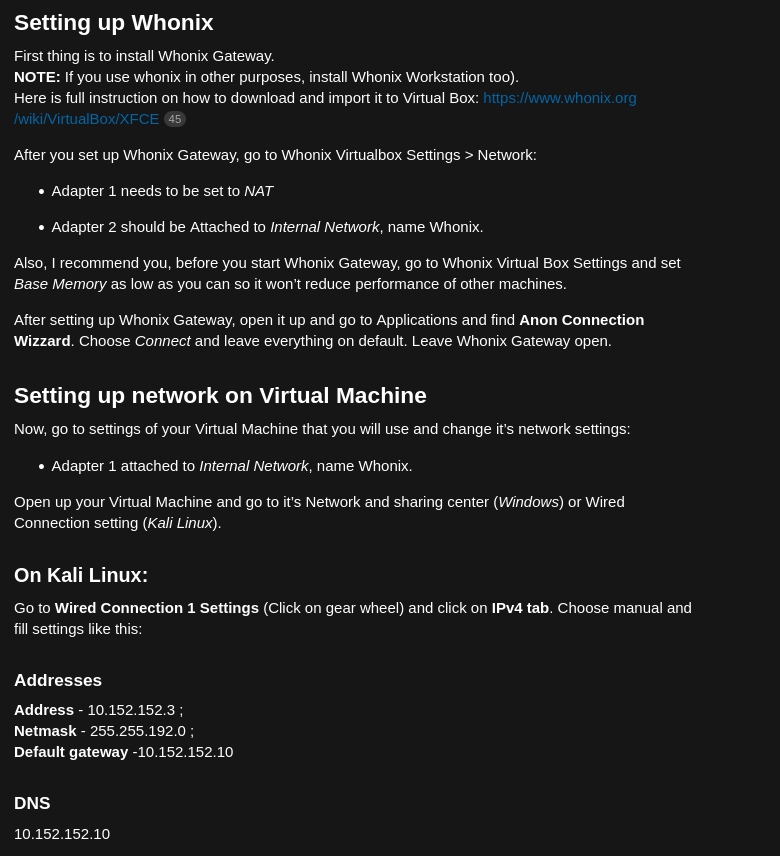 Setting up Whonix
First thing is to install Whonix Gateway.
NOTE: If you use whonix in other purposes, install Whonix Workstation too).
Here is full instruction on how to download and import it to Virtual Box: https://www.whonix.org
/wiki/VirtualBox/XFCE 45
After you set up Whonix Gateway, go to Whonix Virtualbox Settings > Network:
• Adapter 1 needs to be set to NAT
• Adapter 2 should be Attached to Internal Network, name Whonix.
Also, I recommend you, before you start Whonix Gateway, go to Whonix Virtual Box Settings and set
Base Memory as low as you can so it won’t reduce performance of other machines.
After setting up Whonix Gateway, open it up and go to Applications and find Anon Connection
Wizzard. Choose Connect and leave everything on default. Leave Whonix Gateway open.
Setting up network on Virtual Machine
Now, go to settings of your Virtual Machine that you will use and change it’s network settings:
• Adapter 1 attached to Internal Network, name Whonix.
Open up your Virtual Machine and go to it’s Network and sharing center (Windows) or Wired
Connection setting (Kali Linux).
On Kali Linux:
Go to Wired Connection 1 Settings (Click on gear wheel) and click on IPv4 tab. Choose manual and
fill settings like this:
Addresses
Address - 10.152.152.3 ;
Netmask - 255.255.192.0 ;
Default gateway -10.152.152.10
DNS
10.152.152.10